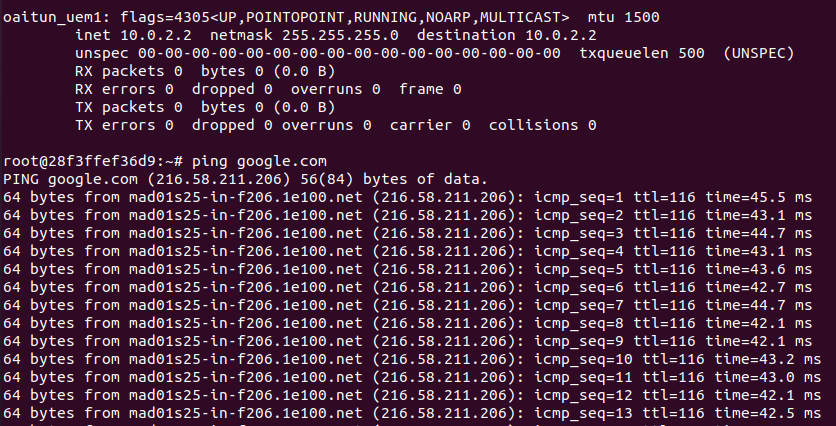 oaitun_uem1: flags=4305<UP,POINTOPOINT,RUNNING,NOARP,MULTICAST>  mtu 1500
        inet 10.0.2.2  netmask 255.255.255.0  destination 10.0.2.2
        unspec 00-00-00-00-00-00-00-00-00-00-00-00-00-00-00-00  txqueuelen 500  (UNSPEC)
        RX packets 0  bytes 0 (0.0 B)
        RX errors 0  dropped 0  overruns 0  frame 0
        TX packets 0  bytes 0 (0.0 B)
        TX errors 0  dropped 0 overruns 0  carrier 0  collisions 0

root@28f3ffef36d9:~# ping google.com
PING google.com (216.58.211.206) 56(84) bytes of data.
64 bytes from mad01s25-in-f206.1e100.net (216.58.211.206): icmp_seq=1 ttl=116 time=45.5 ms
64 bytes from mad01s25-in-f206.1e100.net (216.58.211.206): icmp_seq=2 ttl=116 time=43.1 ms
64 bytes from mad01s25-in-f206.1e100.net (216.58.211.206): icmp_seq=3 ttl=116 time=44.7 ms
64 bytes from mad01s25-in-f206.1e100.net (216.58.211.206): icmp_seq=4 ttl=116 time=43.1 ms
64 bytes from mad01s25-in-f206.1e100.net (216.58.211.206): icmp_seq=5 ttl=116 time=43.6 ms
64 bytes from mad01s25-in-f206.1e100.net (216.58.211.206): icmp_seq=6 ttl=116 time=42.7 ms
64 bytes from mad01s25-in-f206.1e100.net (216.58.211.206): icmp_seq=7 ttl=116 time=44.7 ms
64 bytes from mad01s25-in-f206.1e100.net (216.58.211.206): icmp_seq=8 ttl=116 time=42.1 ms
64 bytes from mad01s25-in-f206.1e100.net (216.58.211.206): icmp_seq=9 ttl=116 time=42.1 ms
64 bytes from mad01s25-in-f206.1e100.net (216.58.211.206): icmp_seq=10 ttl=116 time=43.2 ms
64 bytes from mad01s25-in-f206.1e100.net (216.58.211.206): icmp_seq=11 ttl=116 time=43.0 ms
64 bytes from mad01s25-in-f206.1e100.net (216.58.211.206): icmp_seq=12 ttl=116 time=42.1 ms
64 bytes from mad01s25-in-f206.1e100.net (216.58.211.206): icmp_seq=13 ttl=116 time=42.5 ms